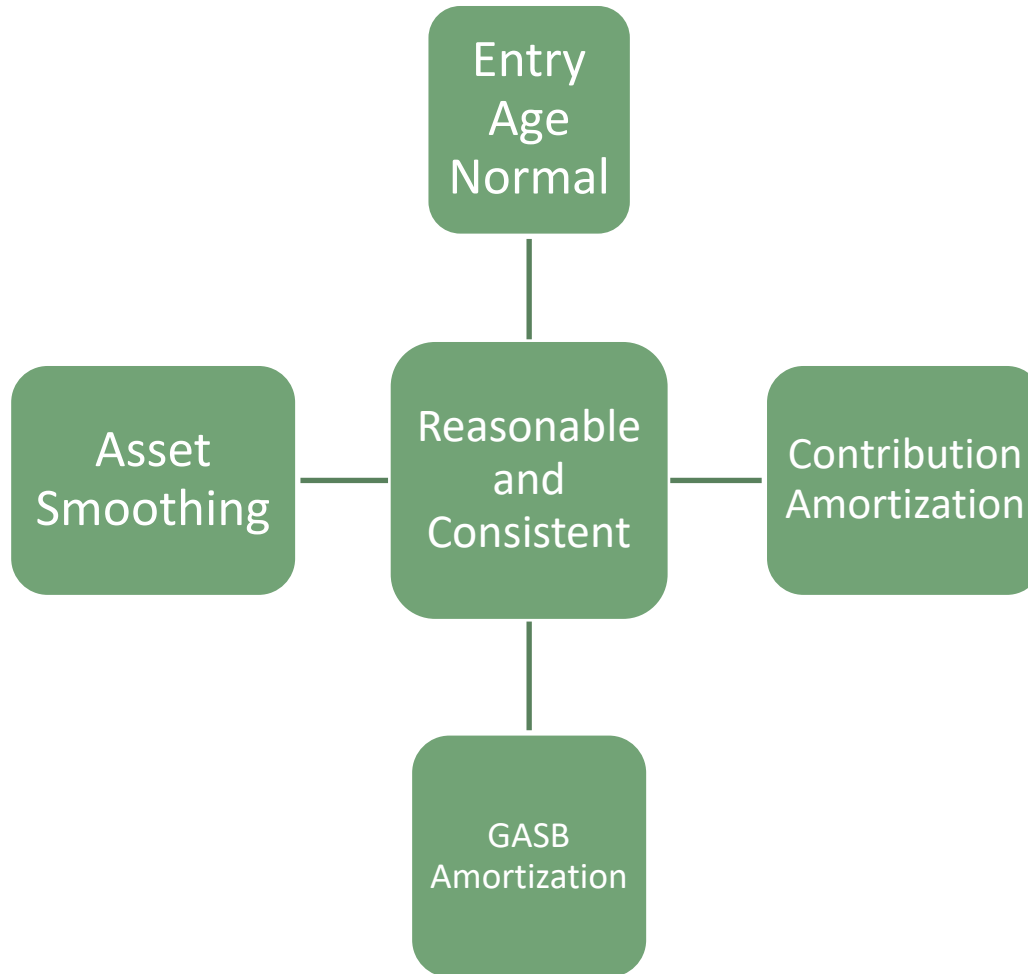 Entry
Age
Normal
Asset
Smoothing
Reasonable
and
Consistent
Contribution
Amortization
GASB
Amortization